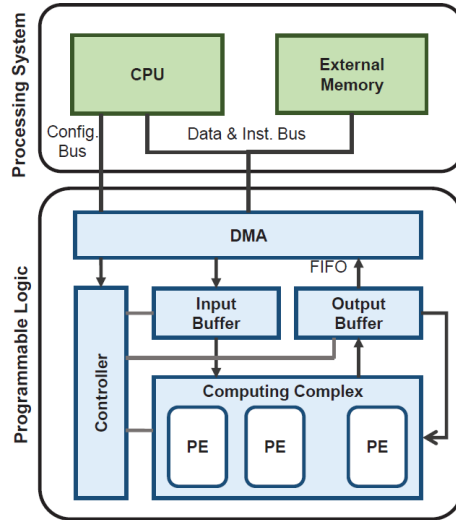 Processing System
CPU
External
Memory
Config.
Bus
Data & Inst. Bus
Programmable Logic
DMA
FIFO
Input
Buffer
Output
Buffer
Controller
Computing Complex
PE
PE
PE